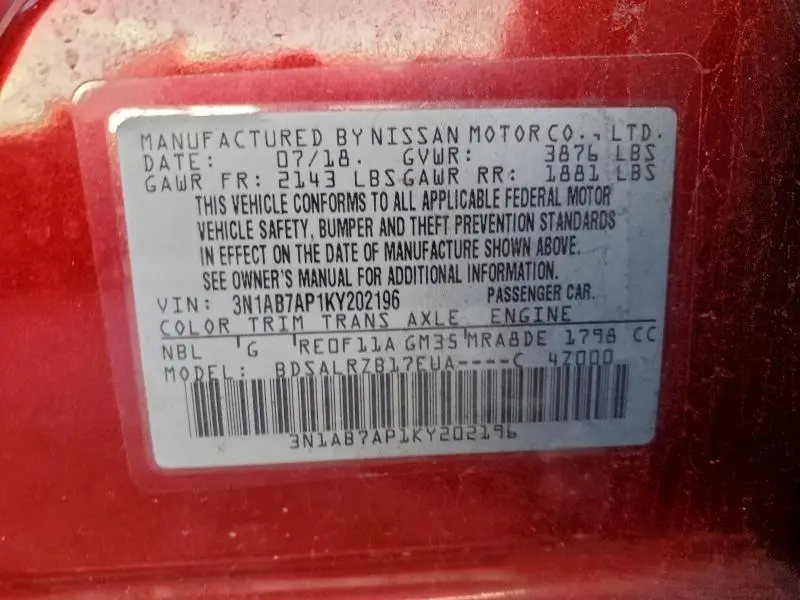 MANUFACTURED BY NISSAN MOTOR CO., LTD.
DATE: 07/18. GVWR: 3876 LBS
GAWR FR: 2143 LBS GAWR RR: 1881 LBS
THIS VEHICLE CONFORMS TO ALL APPLICABLE FEDERAL MOTOR
VEHICLE SAFETY, BUMPER AND THEFT PREVENTION STANDARDS
IN EFFECT ON THE DATE OF MANUFACTURE SHOWN ABOVE.
SEE OWNER'S MANUAL FOR ADDITIONAL INFORMATION.
VIN: 3N1AB7AP1KY202196 PASSENGER CAR.
COLOR TRIM TRANS AXLE ENGINE
NBL 'G 'RE0F11A GM35'MRA8DE 1798 CC
MODEL: BDSALRZB17EUA----C 4Z000
3N1AB7AP1KY202196